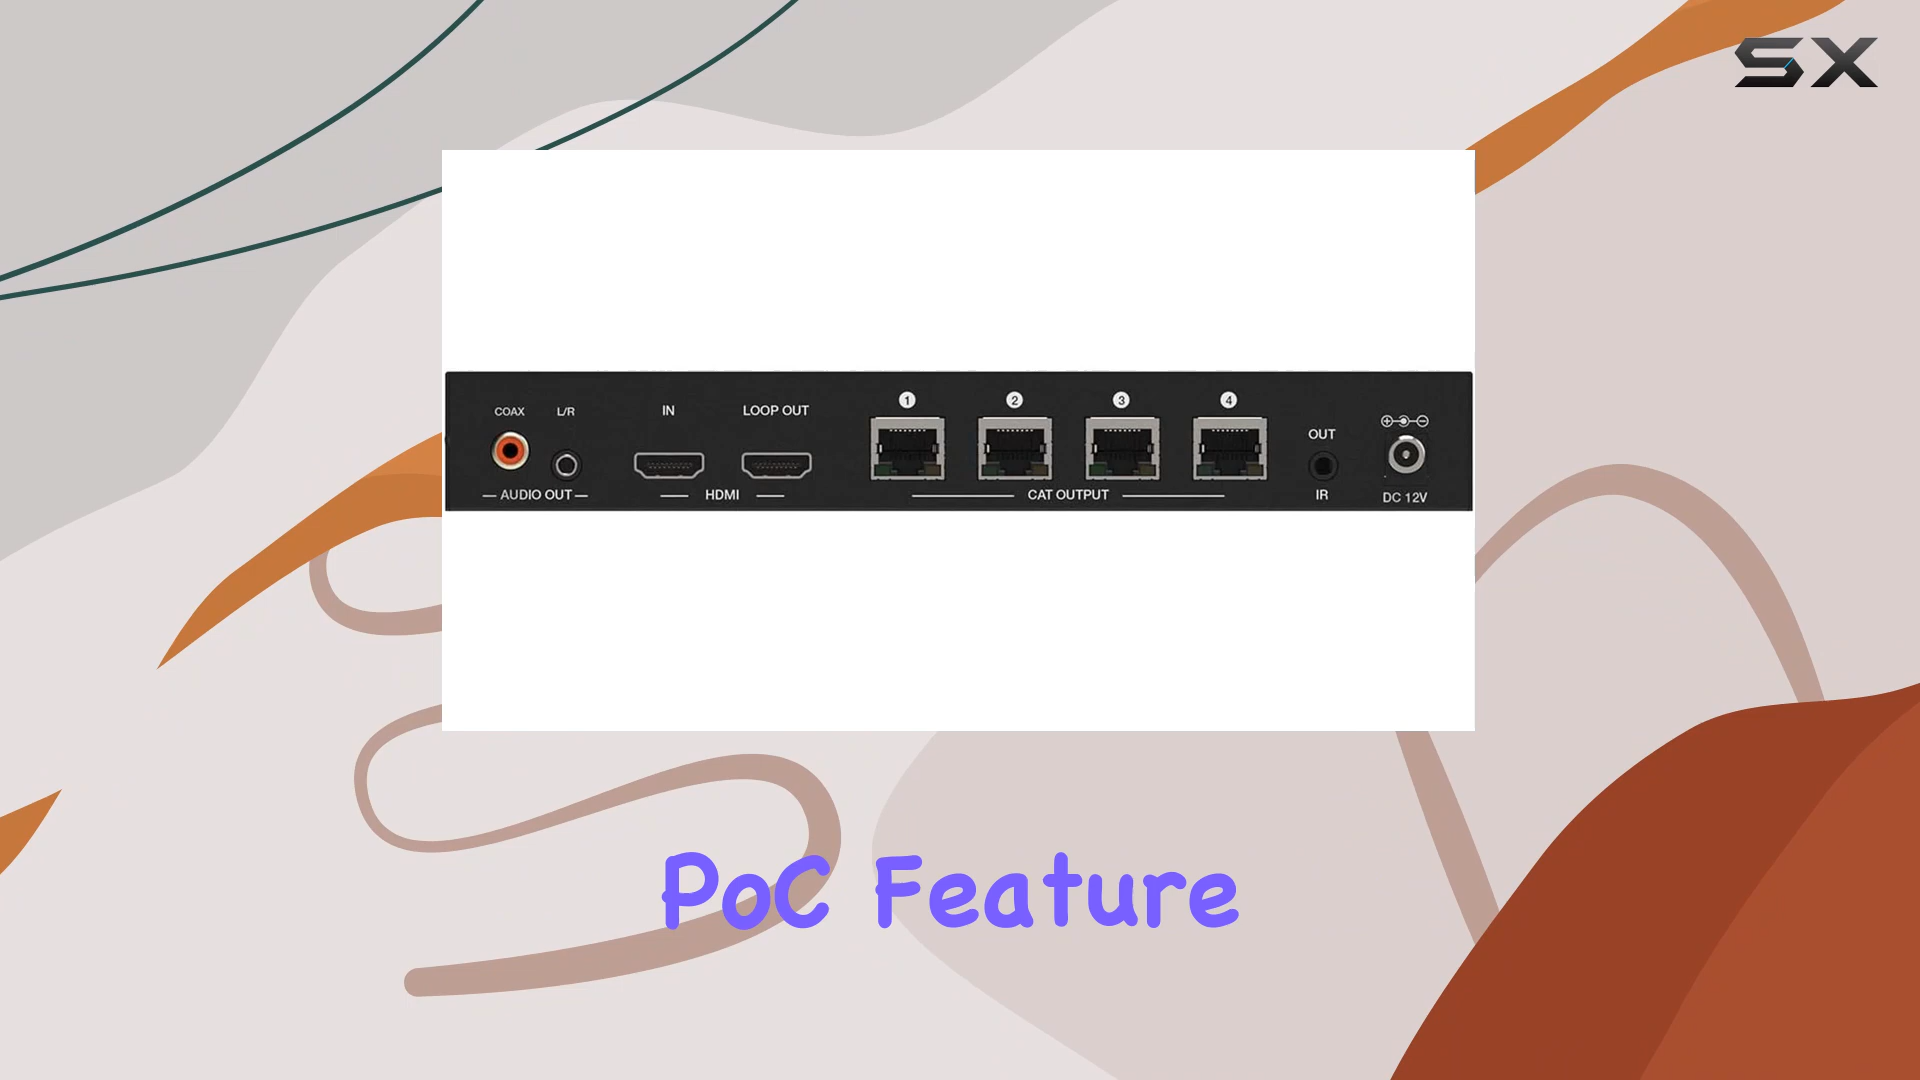 SX
1 2 3 4
COAX L/R IN LOOP OUT
OUT
AUDIO OUT HDMI CAT OUTPUT IR DC 12V
PoC Feature